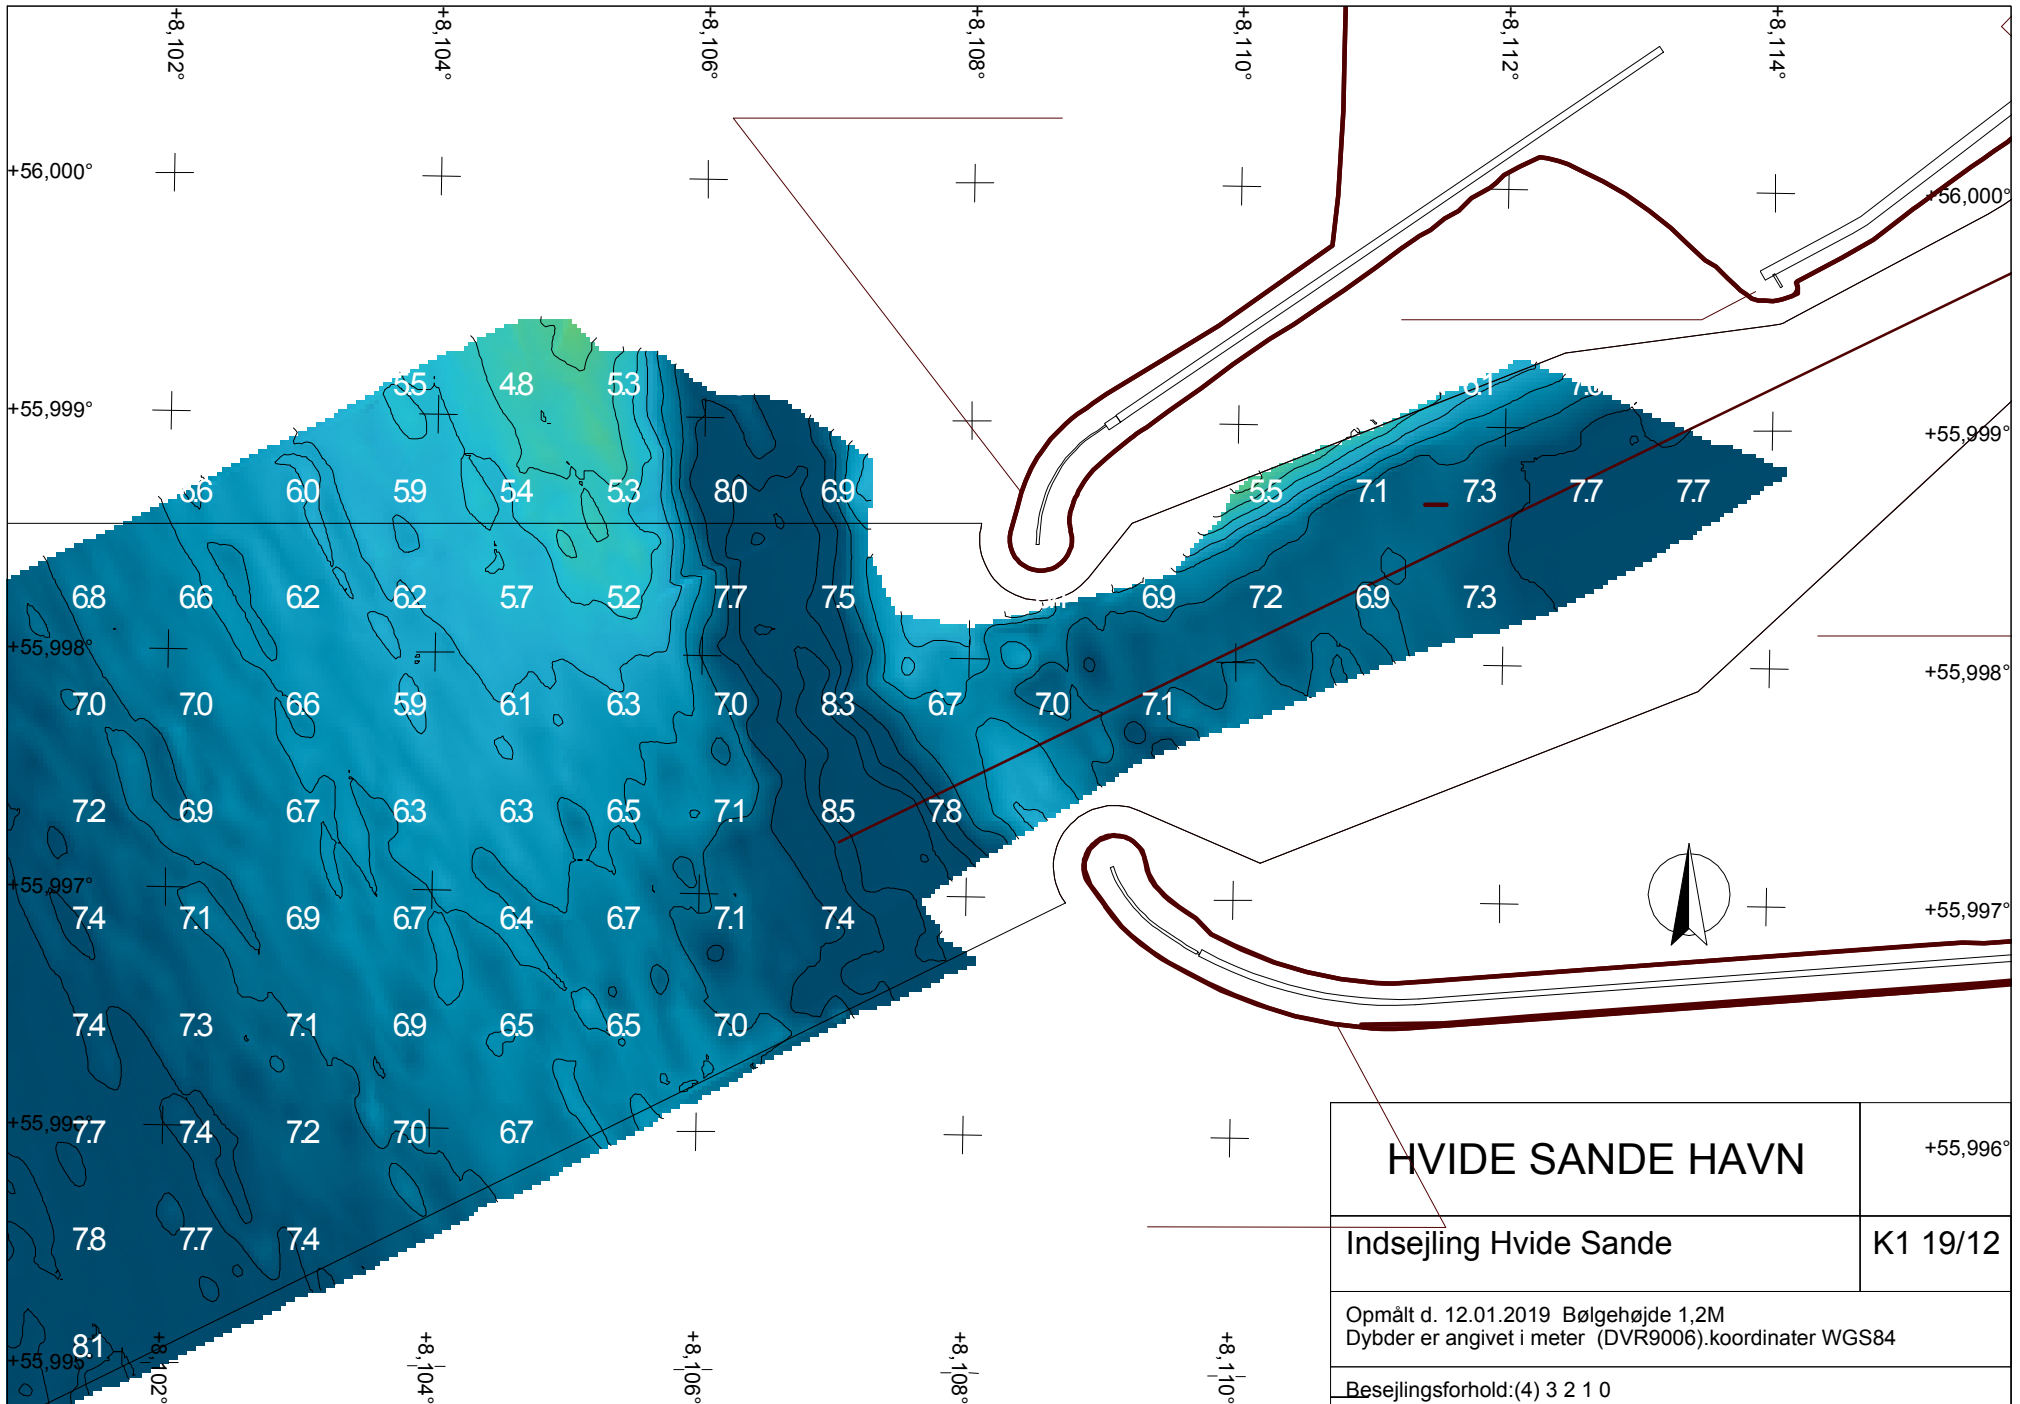 +8,102° +8,104° +8,106° +8,108° +8,110° +8,112° +8,114°
+56,000°
+56,000°
5.5 4.8 5.3 6.1
+55,999°
+55,999°
6.0 5.9 5.4 5.3 8.0 6.9 5.5 7.1 7.3 7.7 7.7
6.8 6.6 6.2 6.2 5.7 5.2 7.7 7.5 6.9 7.2 6.9 7.3
+55,998°
+55,998°
7.0 7.0 6.6 5.9 6.1 6.3 7.0 8.3 6.7 7.0 7.1
7.2 6.9 6.7 6.3 6.3 6.5 7.1 8.5 7.8
+55,997°
+55,997°
7.4 7.1 6.9 6.7 6.4 6.7 7.1 7.4
7.4 7.3 7.1 6.9 6.5 6.5 7.0
7.7 7.4 7.2 7.0 6.7
HVIDE SANDE HAVN
+55,996°
7.8 7.7 7.4
Indsejling Hvide Sande
K1 19/12
Opmålt d. 12.01.2019 Bølgehøjde 1,2M
Dybder er angivet i meter (DVR9006).koordinater WGS84
8.1
+55,995°
+8,102° +8,104° +8,106° +8,108° +8,110°
Besejlingsforhold:(4) 3 2 1 0